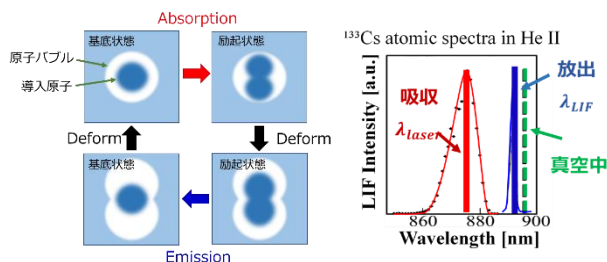 Absorption
基底状態
励起状態
原子バブル
導入原子
Deform
Deform
基底状態
励起状態
Emission
¹³³Cs atomic spectra in He II
LIF Intensity [a.u.]
吸収
λlaser
放出
λLIF
真空中
860
880
900
Wavelength [nm]